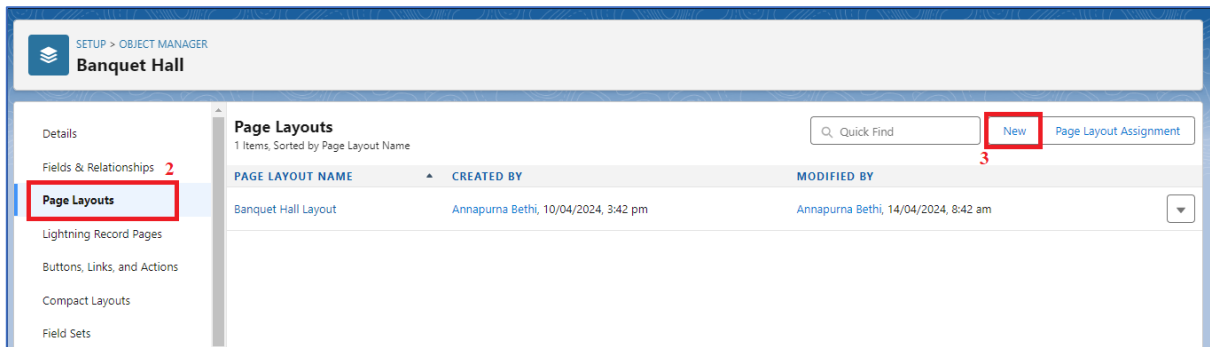 SETUP > OBJECT MANAGER
Banquet Hall
Details
Fields & Relationships 2
Page Layouts
Lightning Record Pages
Buttons, Links, and Actions
Compact Layouts
Field Sets
Page Layouts
1 Items, Sorted by Page Layout Name
Quick Find
New
Page Layout Assignment
3
PAGE LAYOUT NAME CREATED BY MODIFIED BY
Banquet Hall Layout Annapurna Bethi, 10/04/2024, 3:42 pm Annapurna Bethi, 14/04/2024, 8:42 am